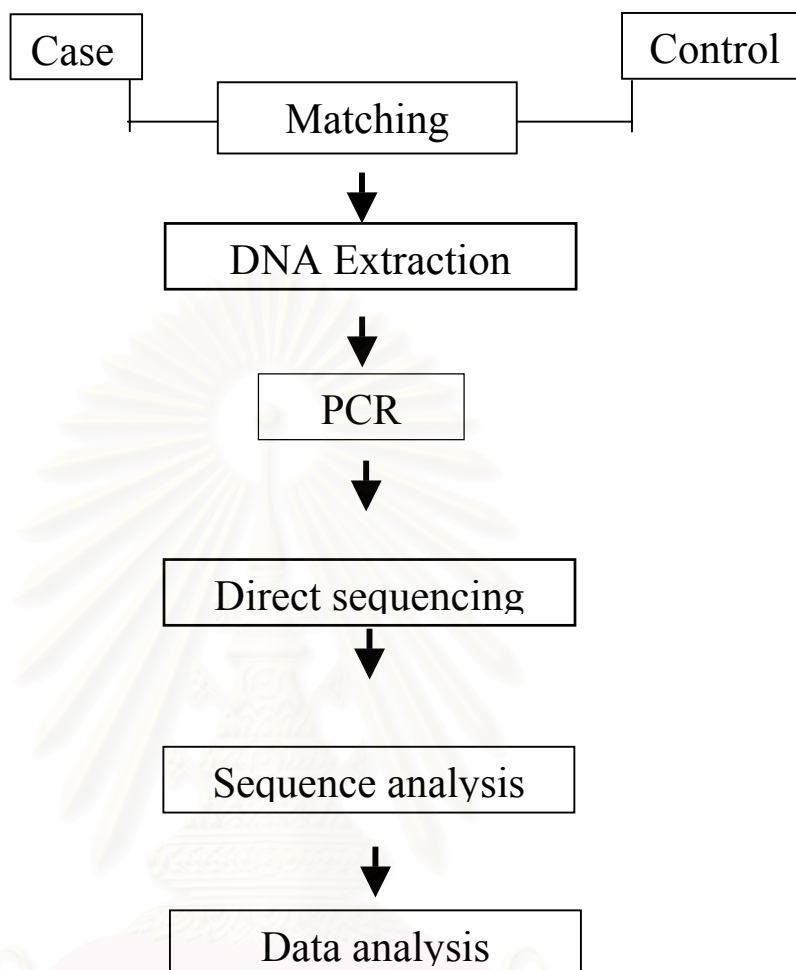 Case
Control
Matching
DNA Extraction
PCR
Direct sequencing
Sequence analysis
Data analysis